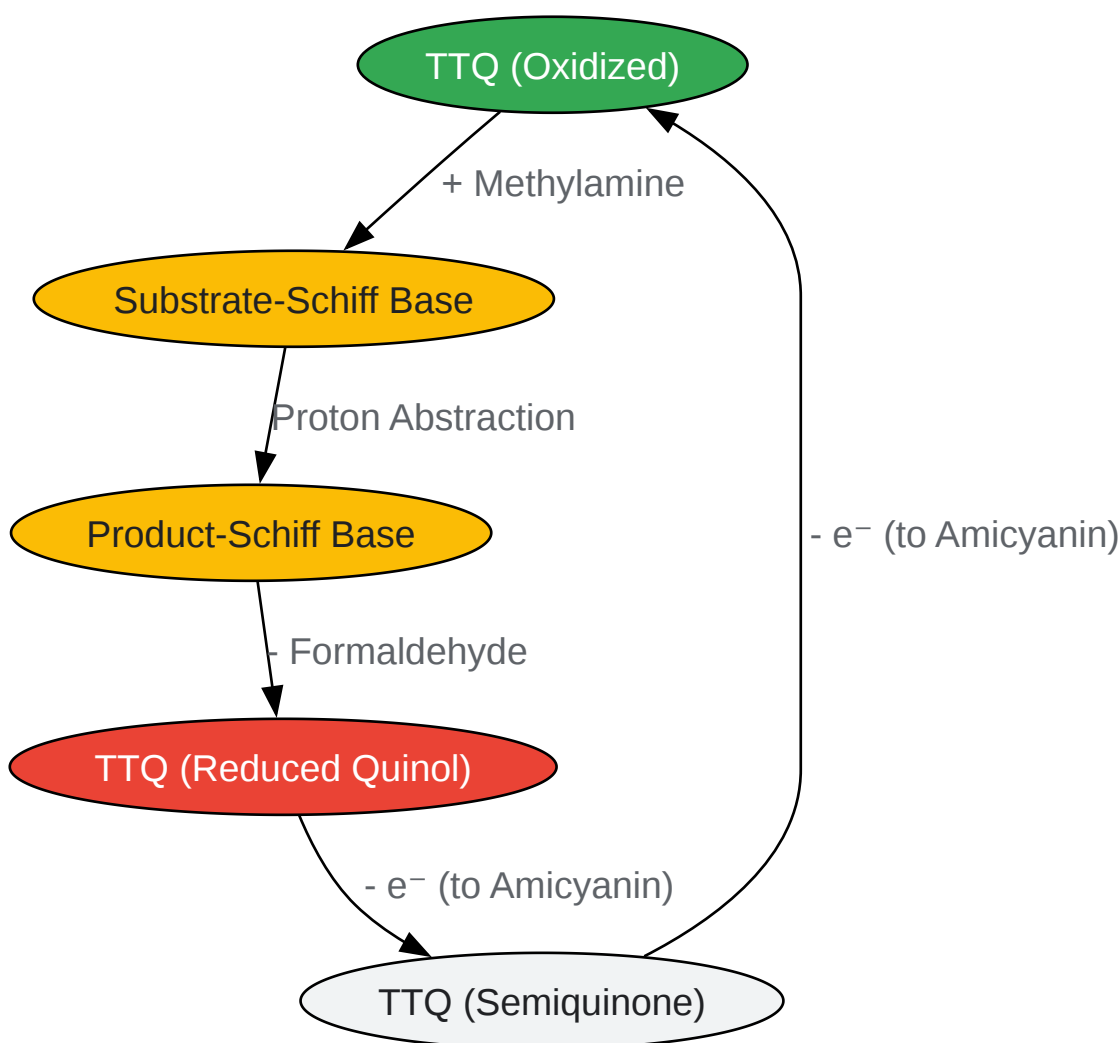 TTQ (Oxidized)
+ Methylamine
Substrate-Schiff Base
Proton Abstraction
Product-Schiff Base
- e⁻ (to Amicyanin)
- Formaldehyde
TTQ (Reduced Quinol)
- e⁻ (to Amicyanin)
TTQ (Semiquinone)